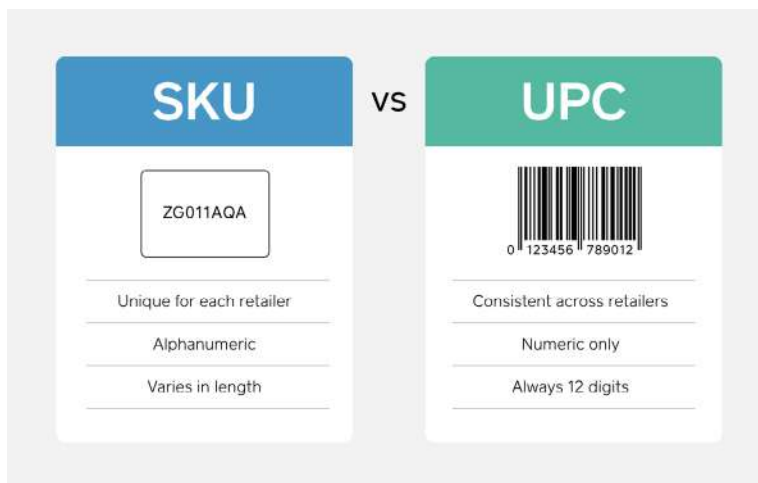 SKU
vs
UPC
ZG011AQA
0 123456 789012
Unique for each retailer
Alphanumeric
Varies in length
Consistent across retailers
Numeric only
Always 12 digits